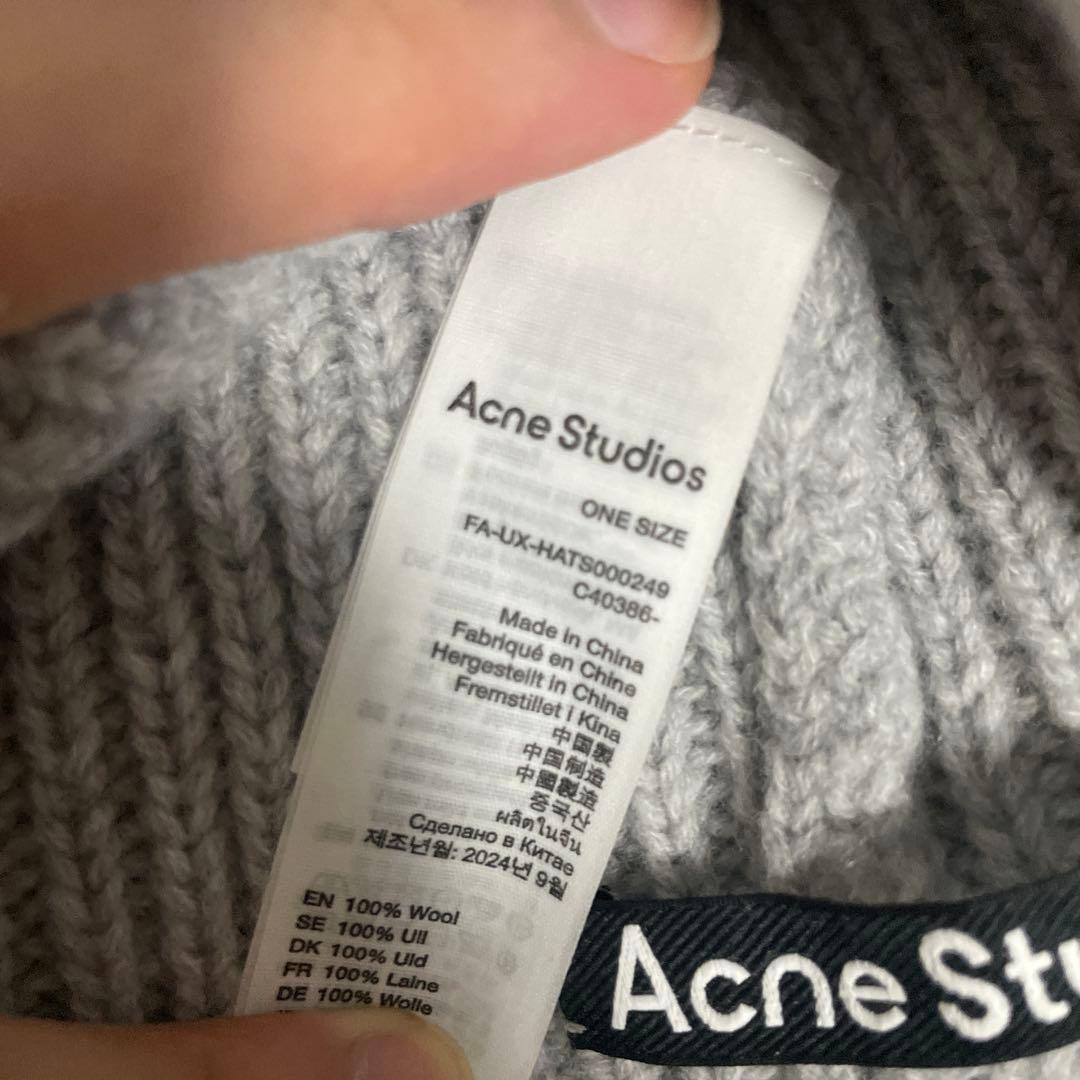 Acne Studios
ONE SIZE
FA-UX-HATS000249
C40386-
Made in China
Fabriqué en Chine
Hergestellt in China
Fremstillet i Kina
中国製
中国制造
中國製造
중국산
ผลิตในจีน
Сделано в Китае
제조년월: 2024년 9월
EN 100% Wool
SE 100% Ull
DK 100% Uld
FR 100% Laine
DE 100% Wolle
Acne Stu